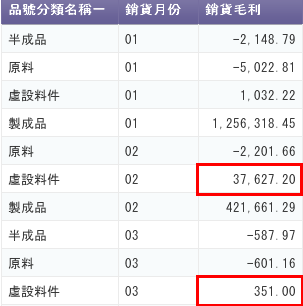 品號分類名稱一 銷貨月份 銷貨毛利
半成品 01 -2,148.79
原料 01 -5,022.81
虛設料件 01 1,032.22
製成品 01 1,256,318.45
原料 02 -2,201.66
虛設料件 02 37,627.20
製成品 02 421,661.29
半成品 03 -587.97
原料 03 -601.16
虛設料件 03 351.00